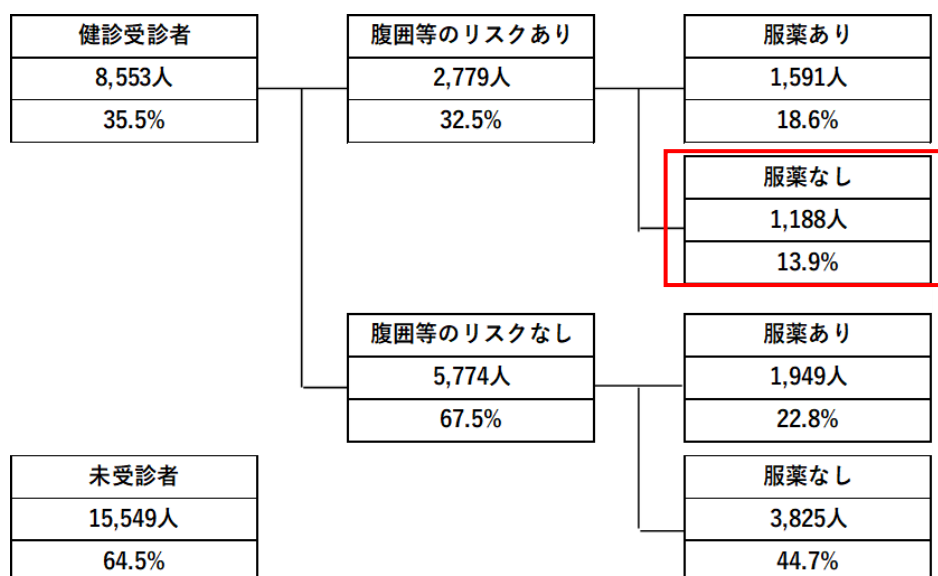 健診受診者
8,553人
35.5%
腹囲等のリスクあり
2,779人
32.5%
服薬あり
1,591人
18.6%
服薬なし
1,188人
13.9%
腹囲等のリスクなし
5,774人
67.5%
服薬あり
1,949人
22.8%
服薬なし
3,825人
44.7%
未受診者
15,549人
64.5%